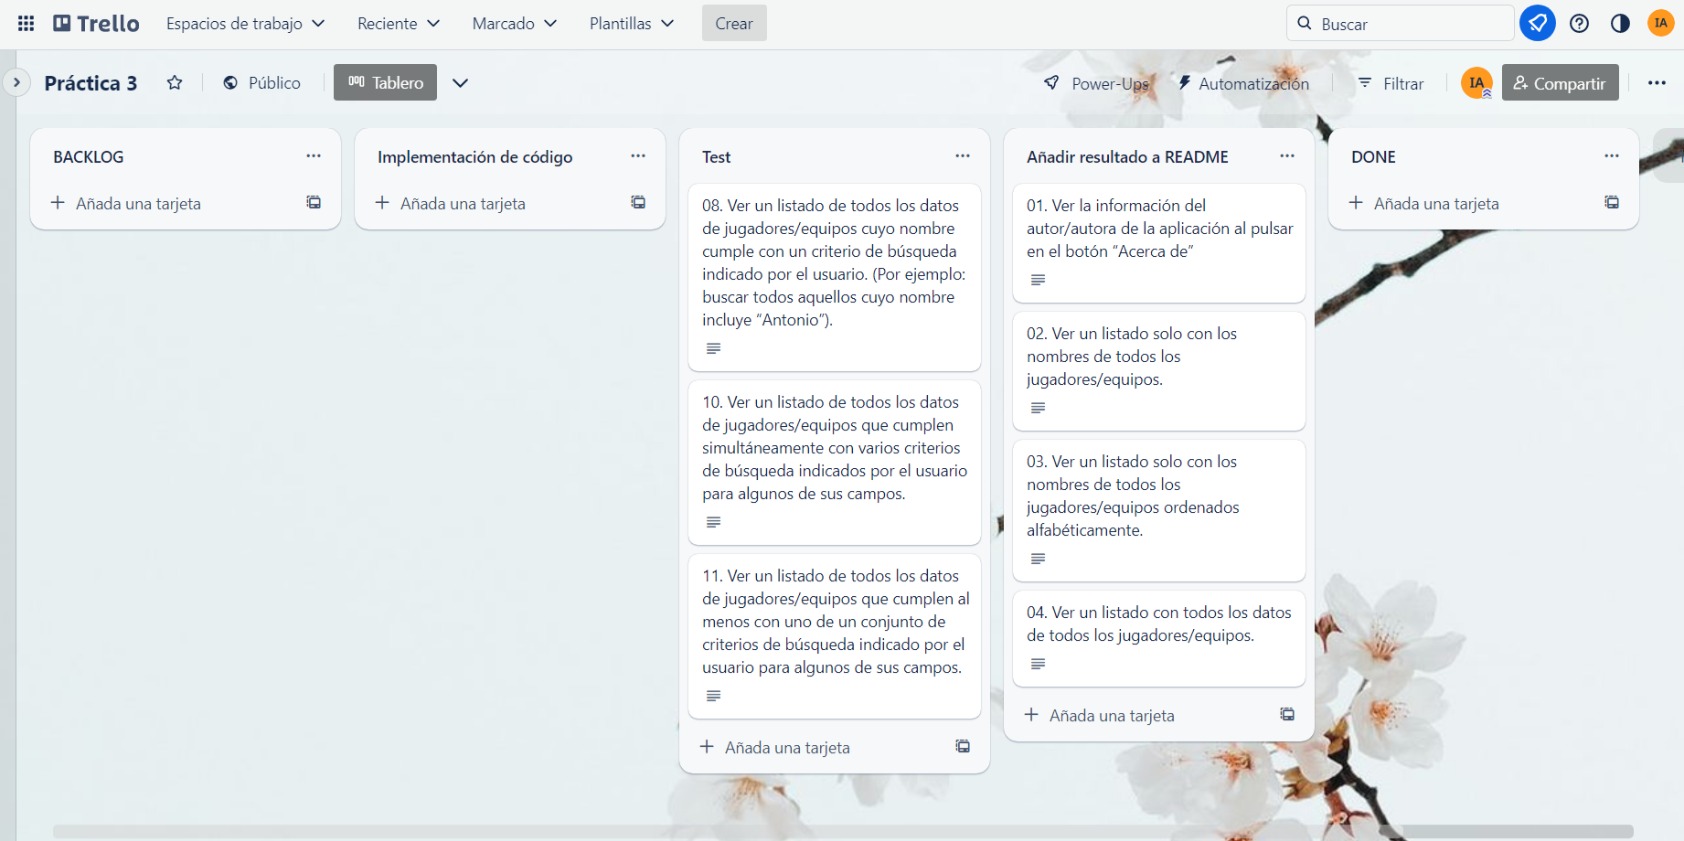 Trello Espacios de trabajo Reciente Marcado Plantillas Crear Buscar IA
Práctica 3 Público Tablero Power-Ups Automatización Filtrar IA Compartir
BACKLOG
Añada una tarjeta
Implementación de código
Añada una tarjeta
Test
08. Ver un listado de todos los datos
de jugadores/equipos cuyo nombre
cumple con un criterio de búsqueda
indicado por el usuario. (Por ejemplo:
buscar todos aquellos cuyo nombre
incluye “Antonio”).
10. Ver un listado de todos los datos
de jugadores/equipos que cumplen
simultáneamente con varios criterios
de búsqueda indicados por el usuario
para algunos de sus campos.
11. Ver un listado de todos los datos
de jugadores/equipos que cumplen al
menos con uno de un conjunto de
criterios de búsqueda indicado por el
usuario para algunos de sus campos.
Añada una tarjeta
Añadir resultado a README
01. Ver la información del
autor/autora de la aplicación al pulsar
en el botón “Acerca de”
02. Ver un listado solo con los
nombres de todos los
jugadores/equipos.
03. Ver un listado solo con los
nombres de todos los
jugadores/equipos ordenados
alfabéticamente.
04. Ver un listado con todos los datos
de todos los jugadores/equipos.
Añada una tarjeta
DONE
Añada una tarjeta